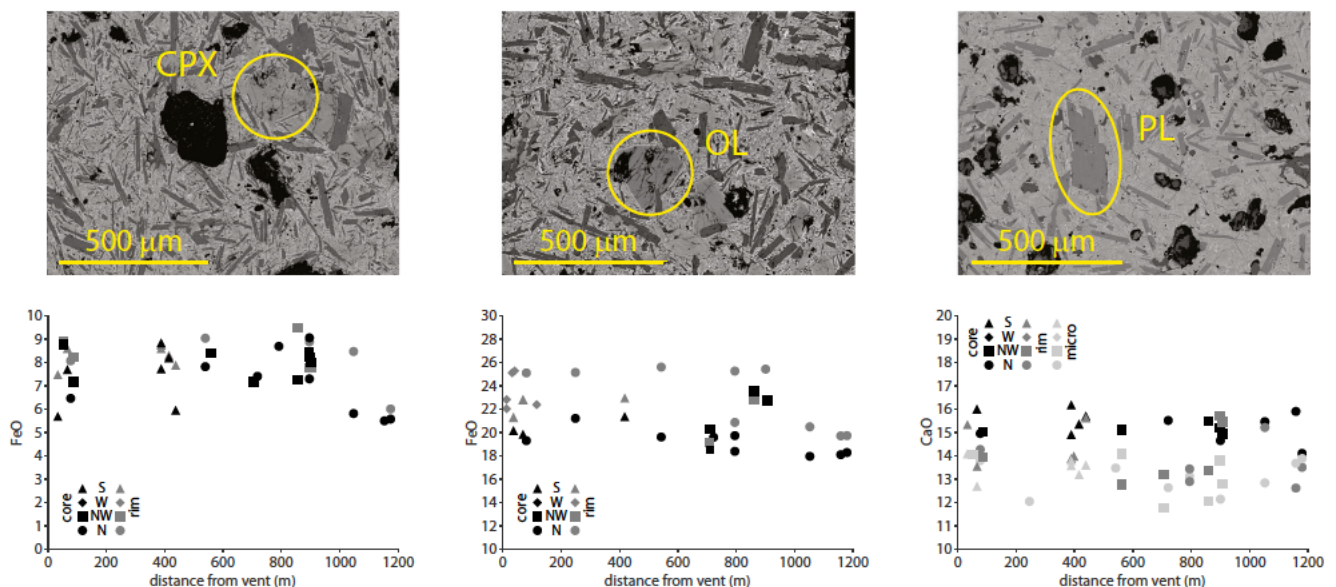 CPX
500 µm
OL
500 µm
PL
500 µm
FeO
10
9
8
7
6
5
4
3
2
1
0
core
S
W
NW
N
rim
0 200 400 600 800 1000 1200
distance from vent (m)
FeO
30
28
26
24
22
20
18
16
14
12
10
core
S
W
NW
N
rim
0 200 400 600 800 1000 1200
distance from vent (m)
CaO
20
19
18
17
16
15
14
13
12
11
10
core
S
W
NW
N
rim
micro
0 200 400 600 800 1000 1200
distance from vent (m)